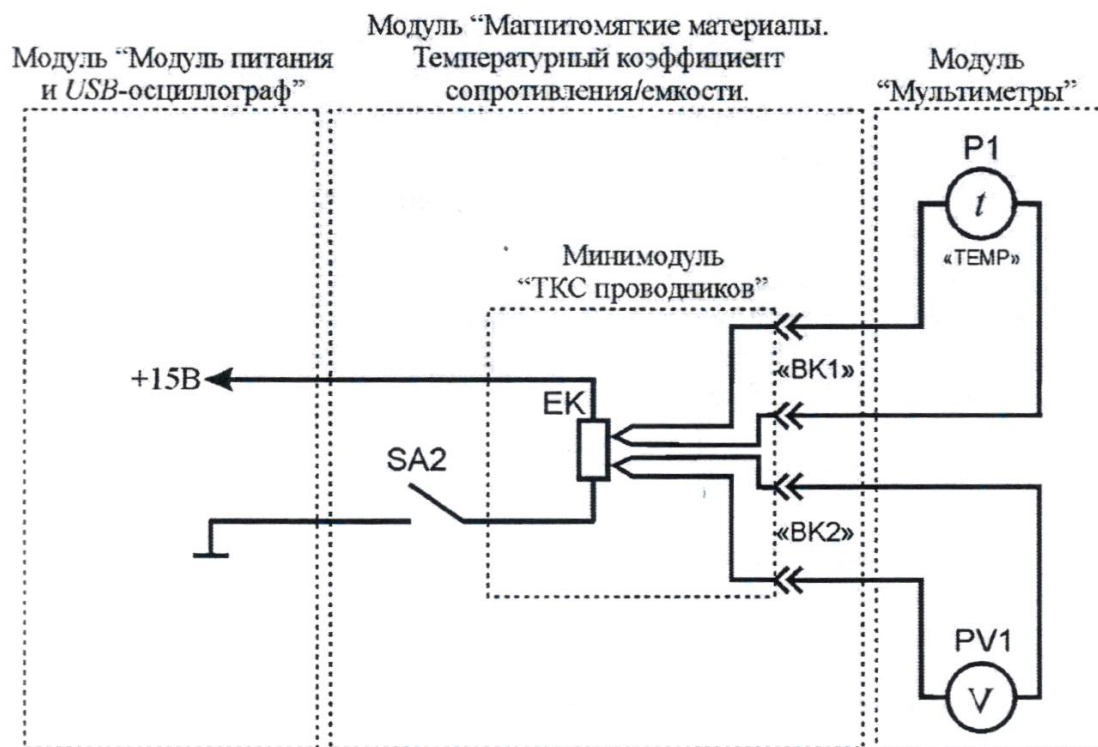 Модуль “Модуль питания
и USB-осциллограф”
Модуль “Магнитомягкие материалы.
Температурный коэффициент
сопротивления/емкости.
Модуль
“Мультиметры”
P1
t
«TEMP»
Минимодуль
“ТКС проводников”
«BK1»
+15В
EK
SA2
«BK2»
PV1
V